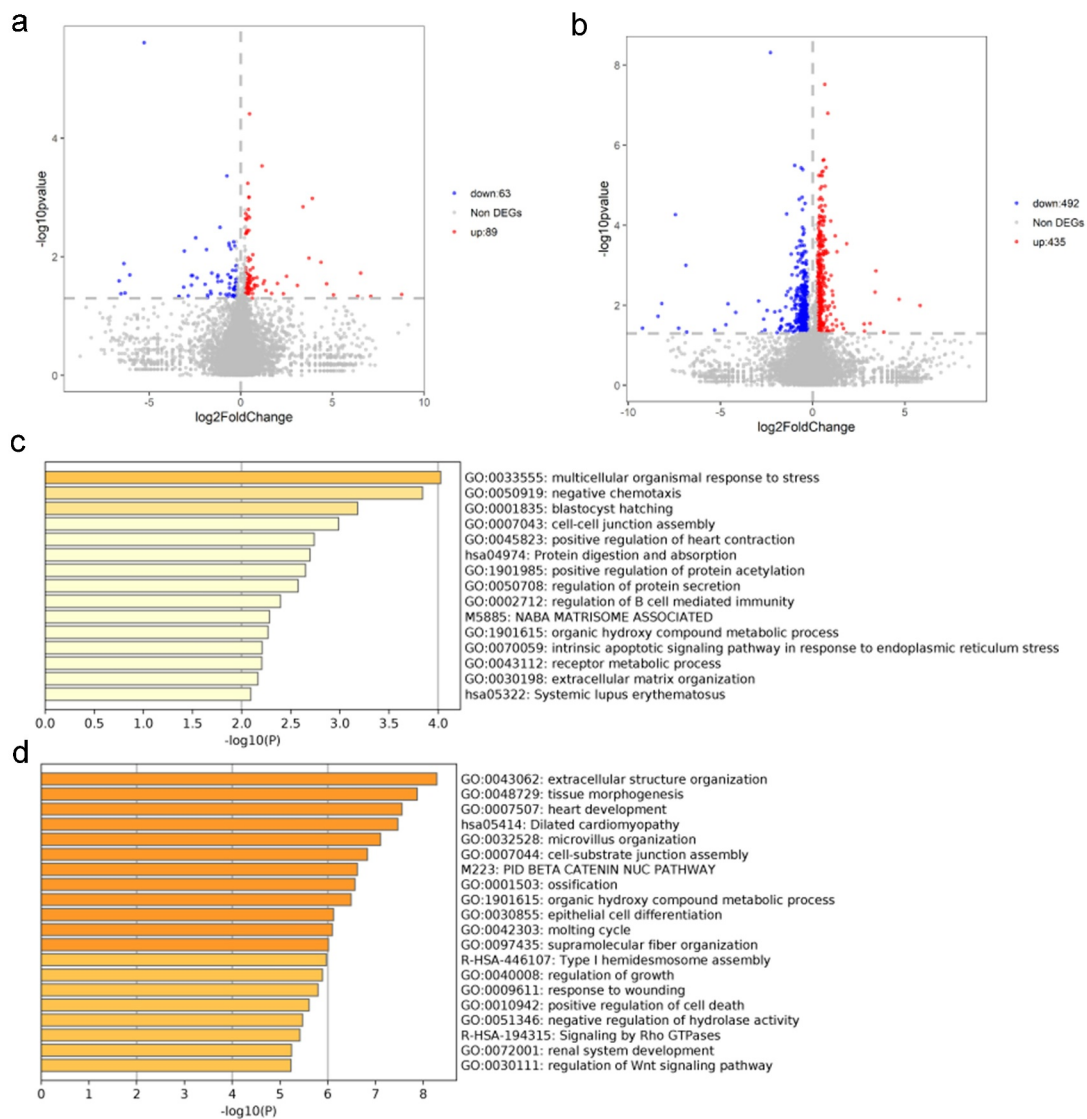 a
-log10pvalue
4
2
0
-5
0
5
10
log2FoldChange
down:63
Non DEGs
up:89
b
-log10pvalue
8
6
4
2
0
-10
-5
0
5
log2FoldChange
down:492
Non DEGs
up:435
c
GO:0033555: multicellular organismal response to stress
GO:0050919: negative chemotaxis
GO:0001835: blastocyst hatching
GO:0007043: cell-cell junction assembly
GO:0045823: positive regulation of heart contraction
hsa04974: Protein digestion and absorption
GO:1901985: positive regulation of protein acetylation
GO:0050708: regulation of protein secretion
GO:0002712: regulation of B cell mediated immunity
M5885: NABA MATRISOME ASSOCIATED
GO:1901615: organic hydroxy compound metabolic process
GO:0070059: intrinsic apoptotic signaling pathway in response to endoplasmic reticulum stress
GO:0043112: receptor metabolic process
GO:0030198: extracellular matrix organization
hsa05322: Systemic lupus erythematosus
0.0 0.5 1.0 1.5 2.0 2.5 3.0 3.5 4.0
-log10(P)
d
GO:0043062: extracellular structure organization
GO:0048729: tissue morphogenesis
GO:0007507: heart development
hsa05414: Dilated cardiomyopathy
GO:0032528: microvillus organization
GO:0007044: cell-substrate junction assembly
M223: PID BETA CATENIN NUC PATHWAY
GO:0001503: ossification
GO:1901615: organic hydroxy compound metabolic process
GO:0030855: epithelial cell differentiation
GO:0042303: molting cycle
GO:0097435: supramolecular fiber organization
R-HSA-446107: Type I hemidesmosome assembly
GO:0040008: regulation of growth
GO:0009611: response to wounding
GO:0010942: positive regulation of cell death
GO:0051346: negative regulation of hydrolase activity
R-HSA-194315: Signaling by Rho GTPases
GO:0072001: renal system development
GO:0030111: regulation of Wnt signaling pathway
0 1 2 3 4 5 6 7 8
-log10(P)